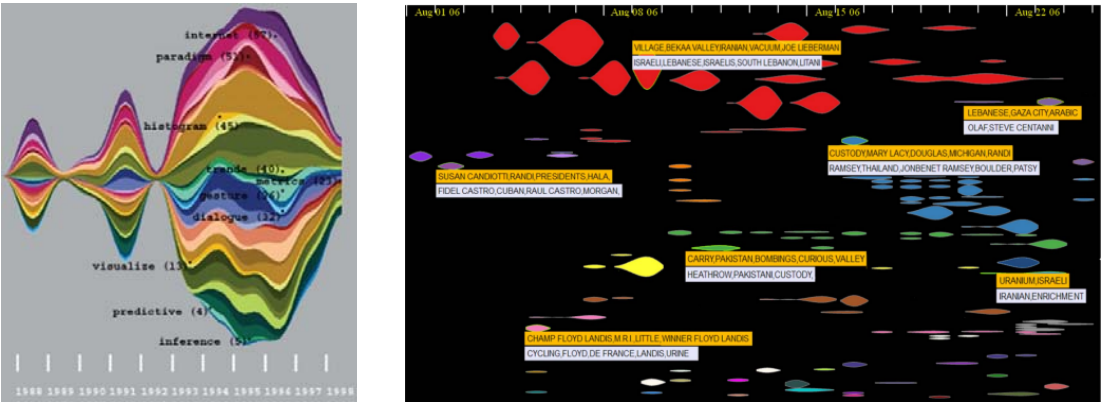 internet (87).
paradigm (51).
histogram (45)
trends (40).
metrics (23).
gesture (36)
dialogue (32)
visualize (13)
predictive (4)
inference (5)
1988 1989 1990 1991 1992 1993 1994 1995 1996 1997 1998
Aug 01 06 Aug 08 06 Aug 15 06 Aug 22 06
VILLAGE,BEKAA VALLEY,IRANIAN,VACUUM,JOE LIEBERMAN
ISRAELI,LEBANESE,ISRAELIS,SOUTH LEBANON,LITANI
LEBANESE,GAZA CITY,ARABIC
OLAF,STEVE CENTANNI
CUSTODY,MARY LACY,DOUGLAS,MICHIGAN,RANDI
RAMSEY,THAILAND,JONBENET RAMSEY,BOULDER,PATSY
SUSAN CANDIOTTI,RANDI,PRESIDENTS,HALA,
FIDEL CASTRO,CUBAN,RAUL CASTRO,MORGAN,
CARRY,PAKISTAN,BOMBINGS,CURIOUS,VALLEY
HEATHROW,PAKISTANI,CUSTODY,
URANIUM,ISRAELI
IRANIAN,ENRICHMENT
CHAMP FLOYD LANDIS,M.R.I.,LITTLE,WINNER FLOYD LANDIS
CYCLING,FLOYD,DE FRANCE,LANDIS,URINE